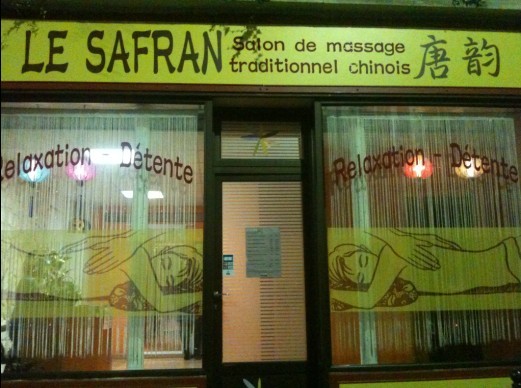 LE SAFRAN
Salon de massage
traditionnel chinois
唐韵
Relaxation - Détente
Relaxation - Détente